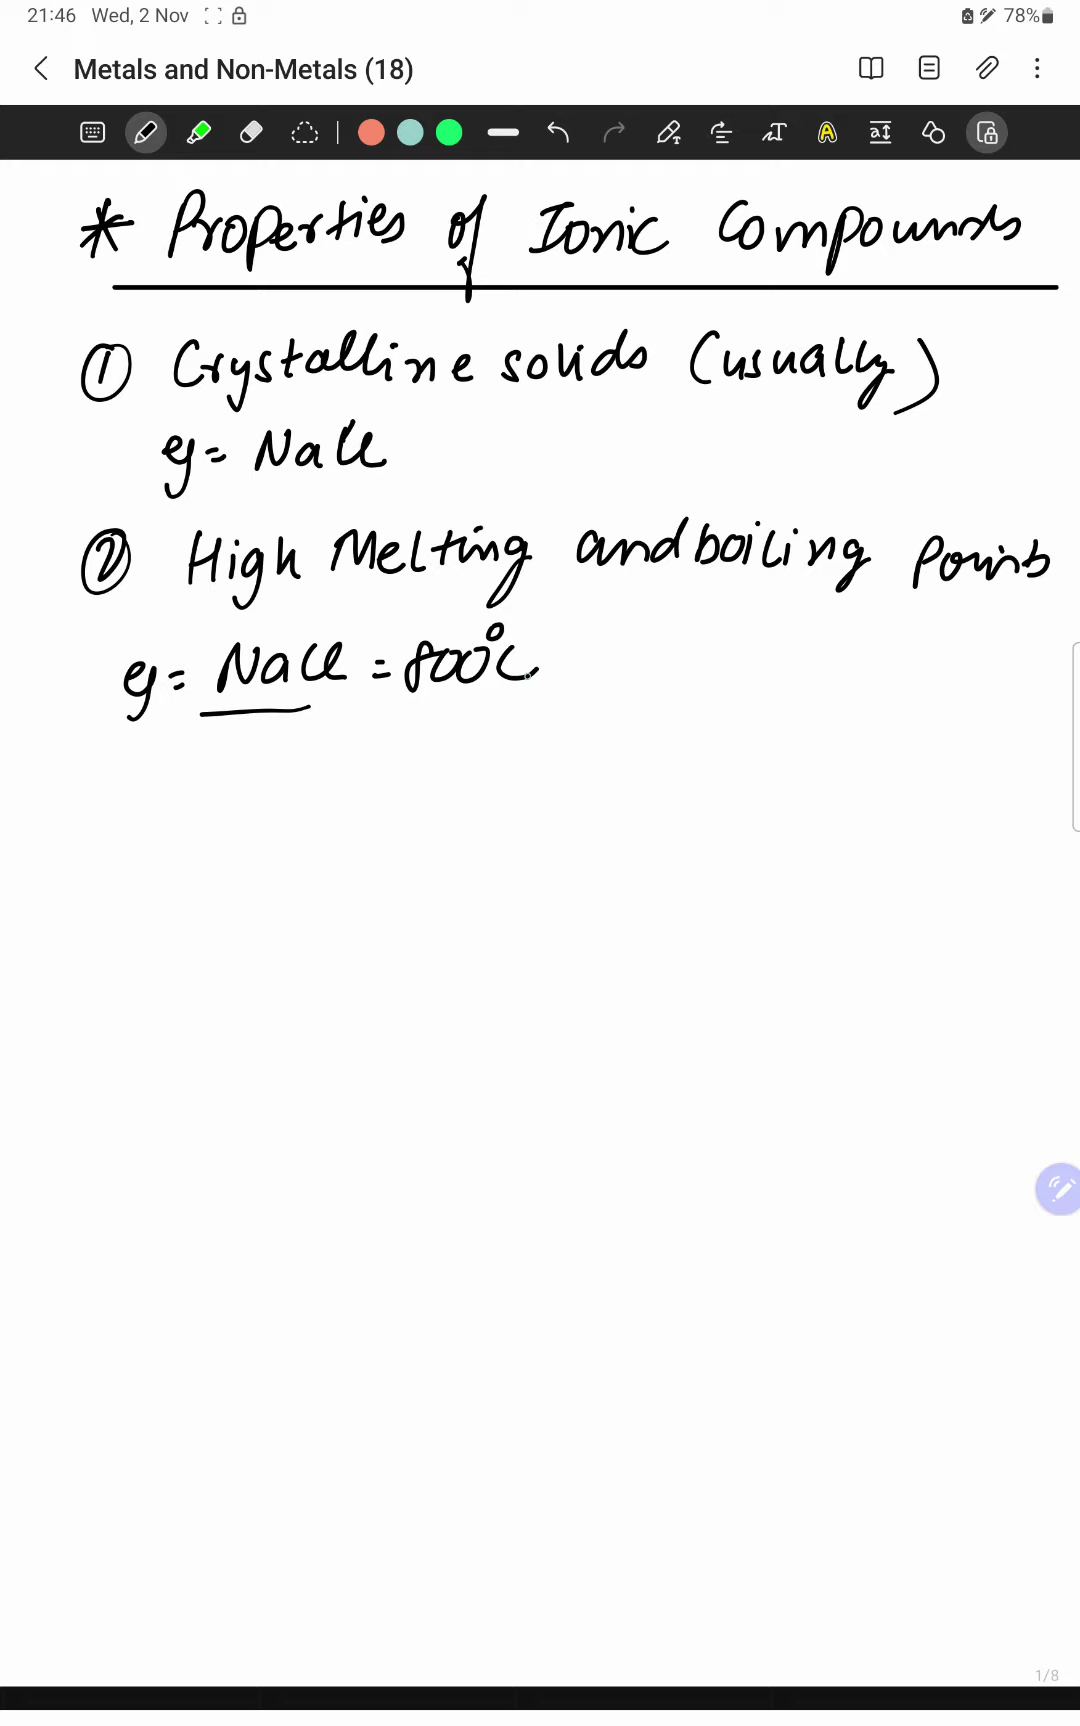 21:46 Wed, 2 Nov 78%
Metals and Non-Metals (18)
* Properties of Ionic Compounds
① Crystalline solids (usually)
eg = NaCl
② High Melting and boiling Points
eg = NaCl = 800°C
1/8